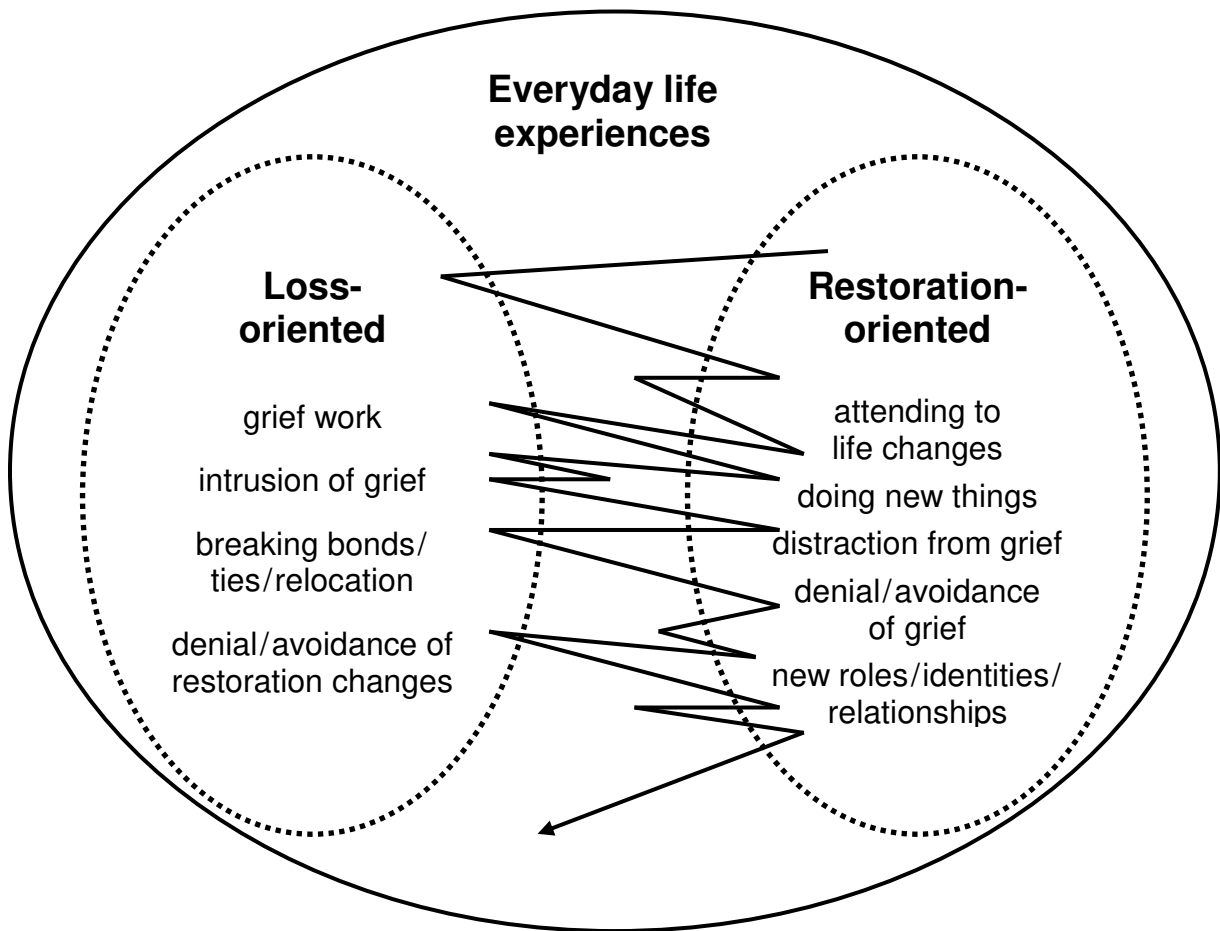 Everyday life
experiences
Loss-
oriented
grief work
intrusion of grief
breaking bonds/
ties/relocation
denial/avoidance of
restoration changes
Restoration-
oriented
attending to
life changes
doing new things
distraction from grief
denial/avoidance
of grief
new roles/identities/
relationships